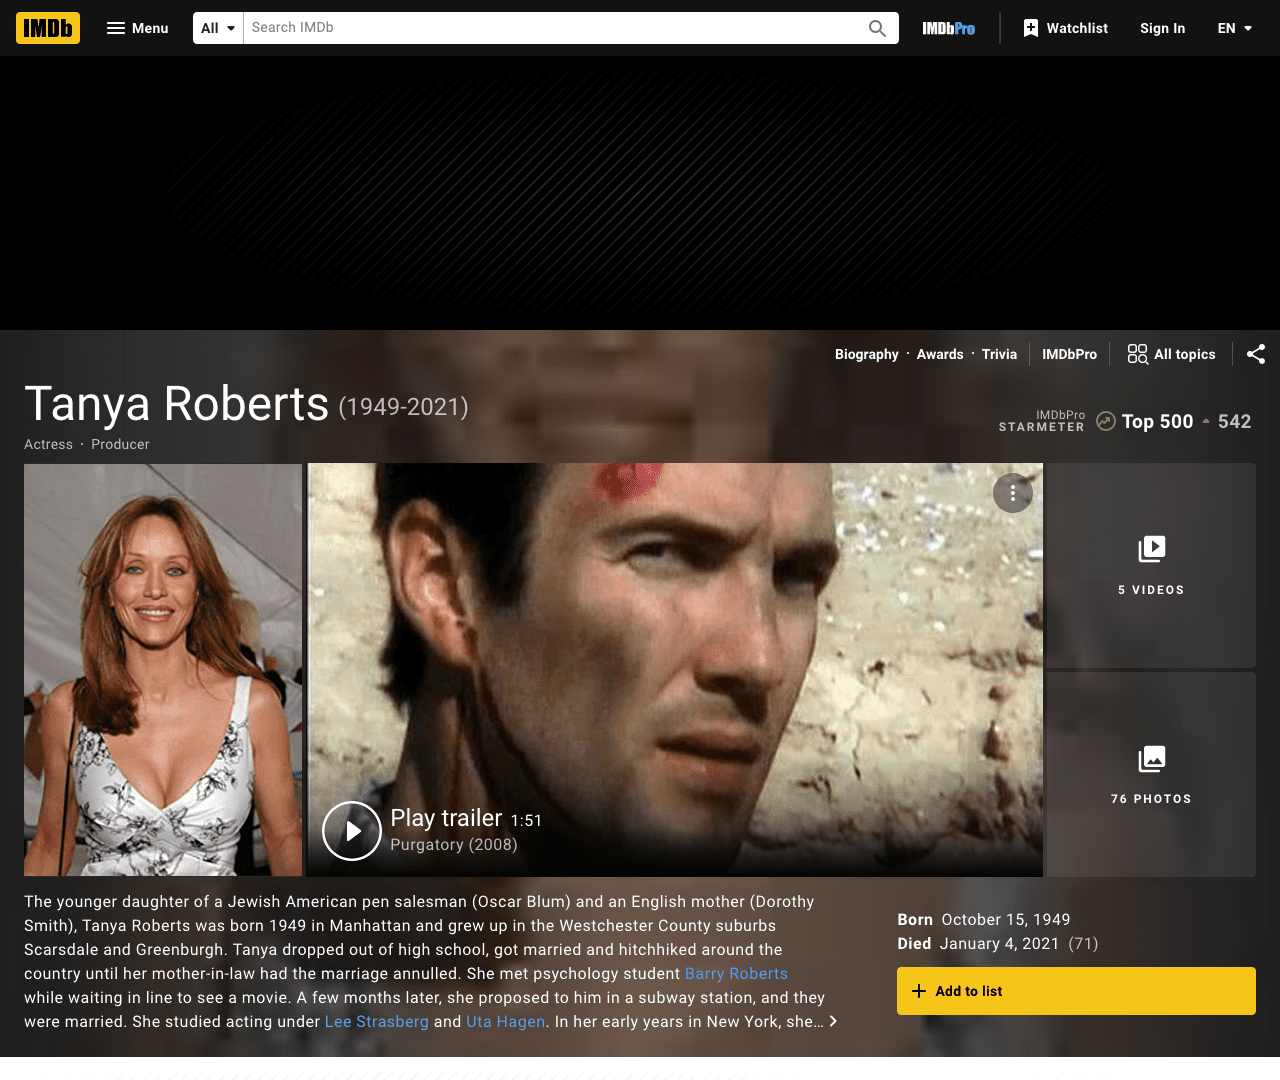 IMDb Menu All Search IMDb IMDbPro Watchlist Sign In EN
Biography · Awards · Trivia IMDbPro All topics
Tanya Roberts (1949-2021)
Actress · Producer
IMDbPro
STARMETER
Top 500 542
5 VIDEOS
76 PHOTOS
Play trailer 1:51
Purgatory (2008)
The younger daughter of a Jewish American pen salesman (Oscar Blum) and an English mother (Dorothy
Smith), Tanya Roberts was born 1949 in Manhattan and grew up in the Westchester County suburbs
Scarsdale and Greenburgh. Tanya dropped out of high school, got married and hitchhiked around the
country until her mother-in-law had the marriage annulled. She met psychology student Barry Roberts
while waiting in line to see a movie. A few months later, she proposed to him in a subway station, and they
were married. She studied acting under Lee Strasberg and Uta Hagen. In her early years in New York, she...
Born October 15, 1949
Died January 4, 2021 (71)
Add to list